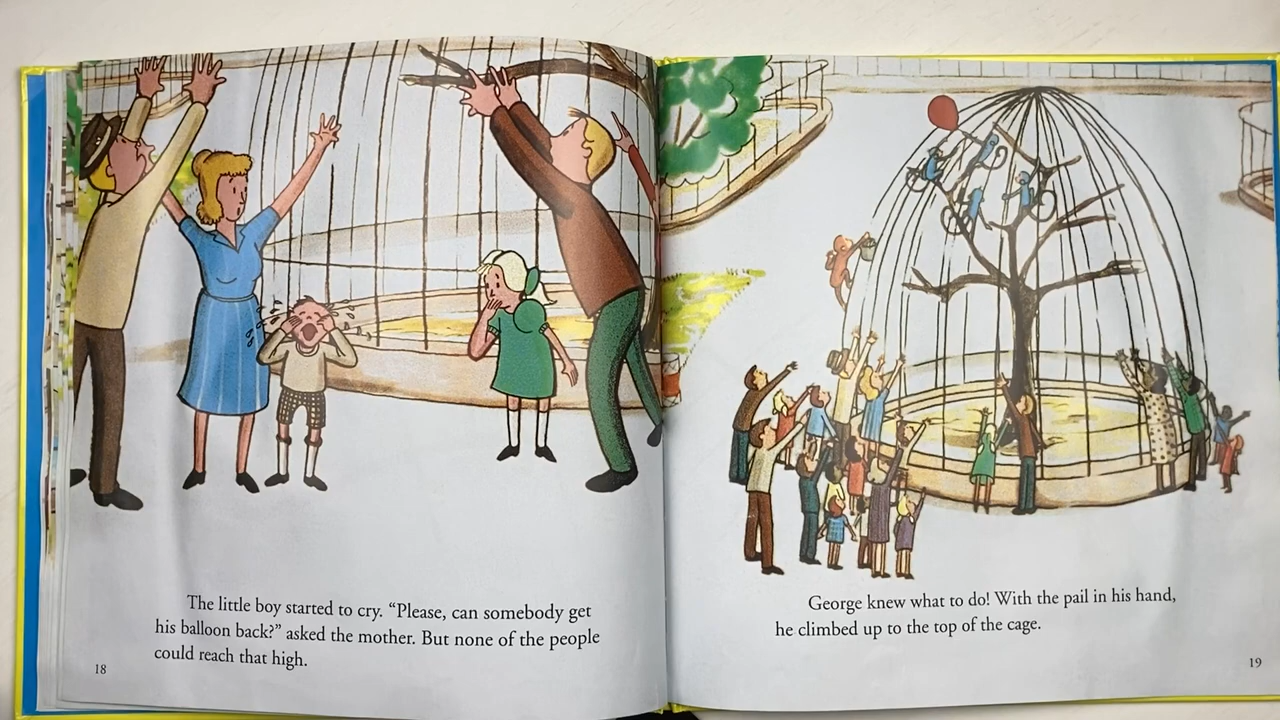 The little boy started to cry. “Please, can somebody get
his balloon back?” asked the mother. But none of the people
could reach that high.
18
George knew what to do! With the pail in his hand,
he climbed up to the top of the cage.
19